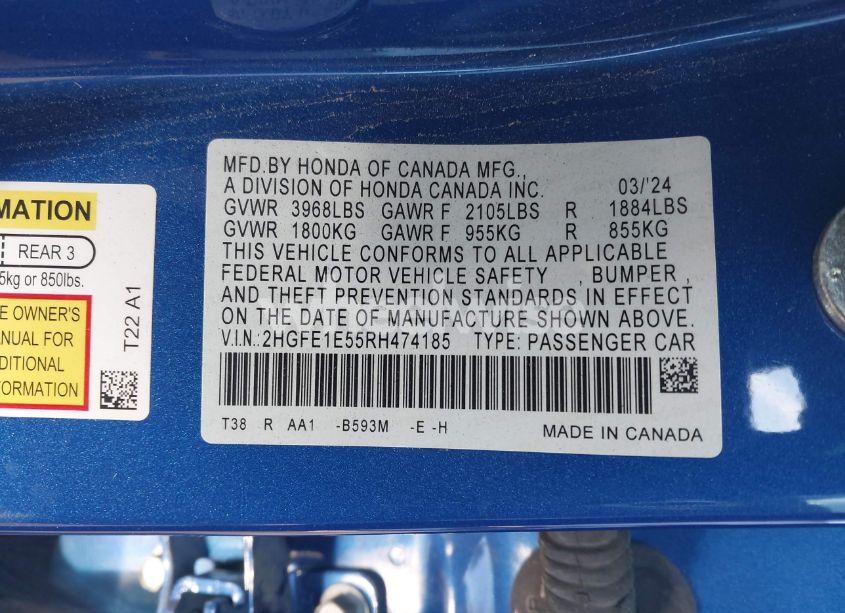 MATION
REAR 3
5kg or 850lbs.
E OWNER'S
ANUAL FOR
DITIONAL
FORMATION
T22 A1
MFD.BY HONDA OF CANADA MFG.,
A DIVISION OF HONDA CANADA INC. 03/'24
GVWR 3968LBS GAWR F 2105LBS R 1884LBS
GVWR 1800KG GAWR F 955KG R 855KG
THIS VEHICLE CONFORMS TO ALL APPLICABLE
FEDERAL MOTOR VEHICLE SAFETY , BUMPER ,
AND THEFT PREVENTION STANDARDS IN EFFECT
ON THE DATE OF MANUFACTURE SHOWN ABOVE.
V.I.N.: 2HGFE1E55RH474185 TYPE: PASSENGER CAR
T38 R AA1 -B593M -E -H
MADE IN CANADA